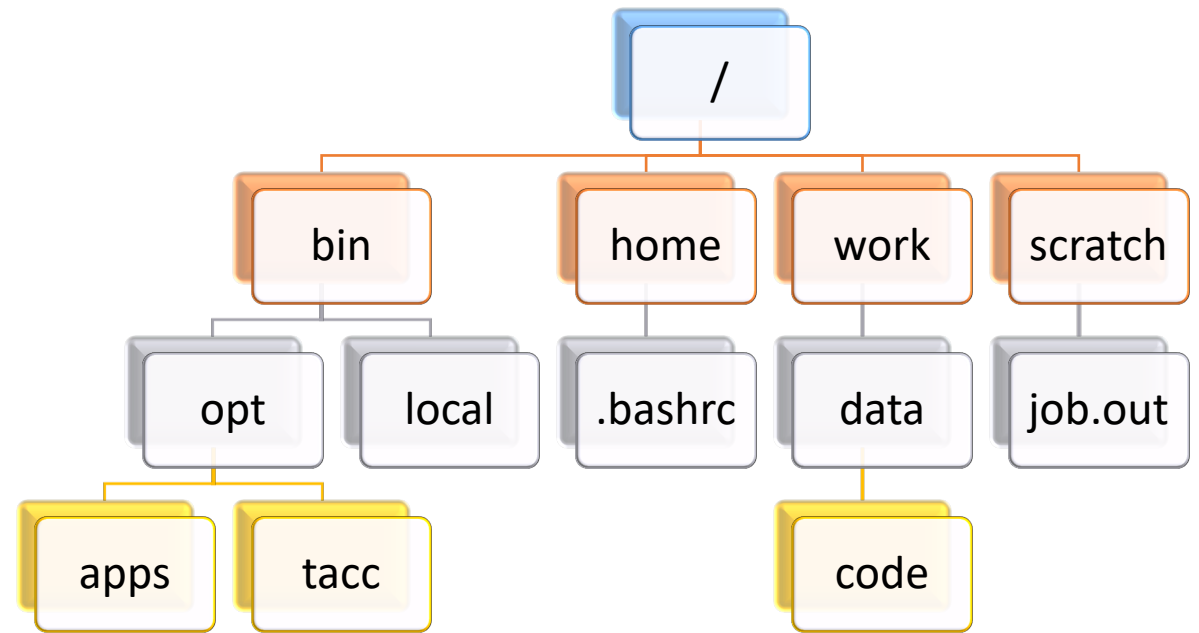 /
bin
home
work
scratch
opt
local
.bashrc
data
job.out
apps
tacc
code